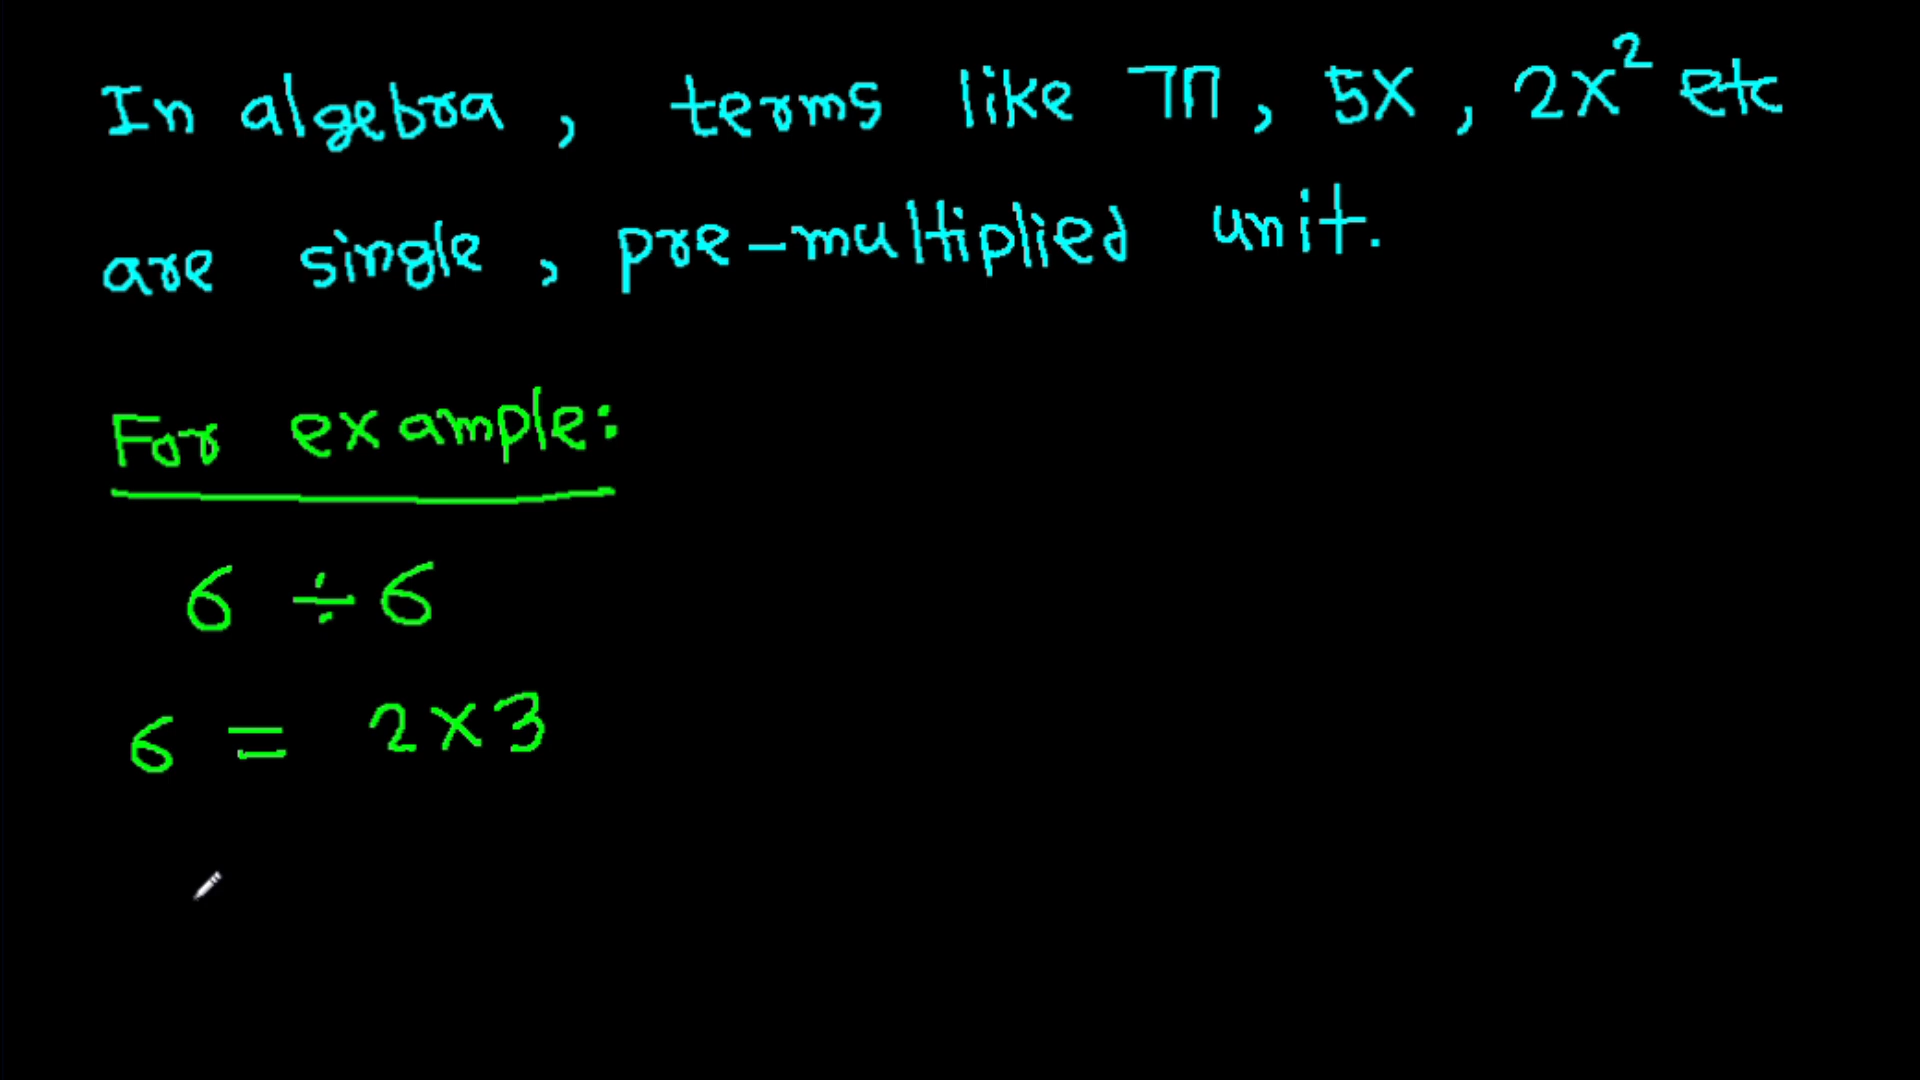 In algebra, terms like 7π, 5x, 2x² etc
are single, pre-multiplied unit.
For example:
6 ÷ 6
6 = 2×3